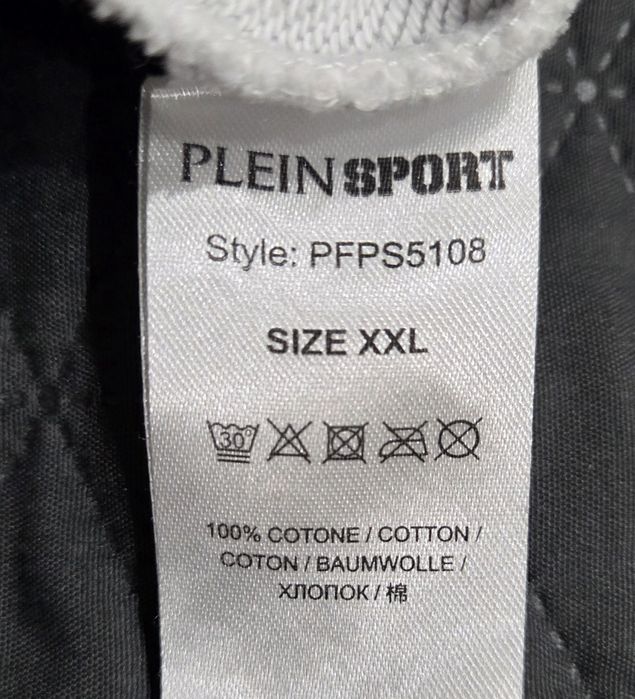 PLEIN SPORT
Style: PFPS5108
SIZE XXL
30°
100% COTONE / COTTON /
COTON / BAUMWOLLE /
ХЛОПОК / 棉